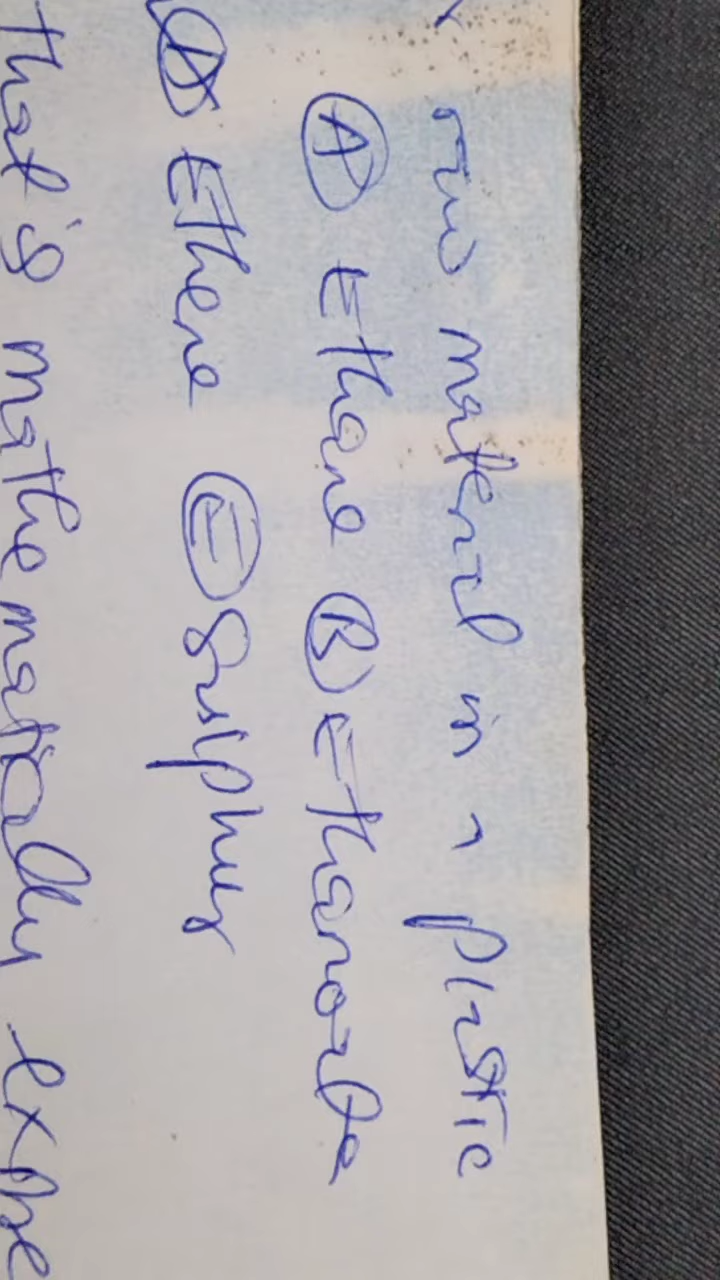 raw material in a plastic
(A) Ethane (B) Ethanoate
(D) Ethene (E) Sulphur
that is mathematically expre